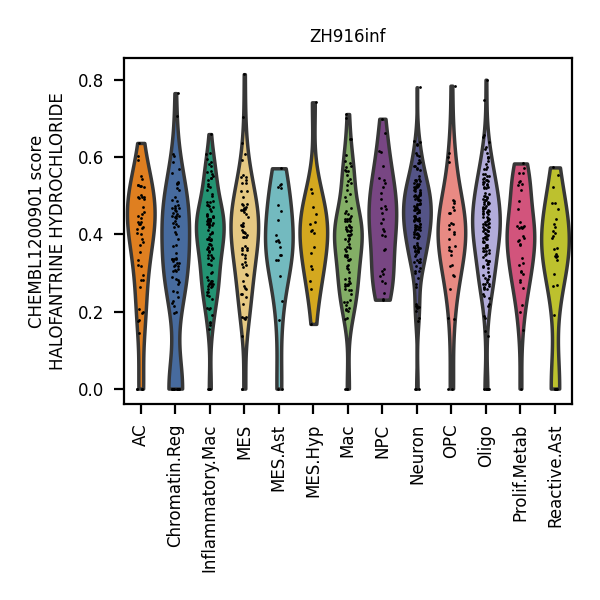 ZH916inf
CHEMBL1200901 score
HALOFANTRINE HYDROCHLORIDE
0.8
0.6
0.4
0.2
0.0
AC
Chromatin.Reg
Inflammatory.Mac
MES
MES.Ast
MES.Hyp
Mac
NPC
Neuron
OPC
Oligo
Prolif.Metab
Reactive.Ast